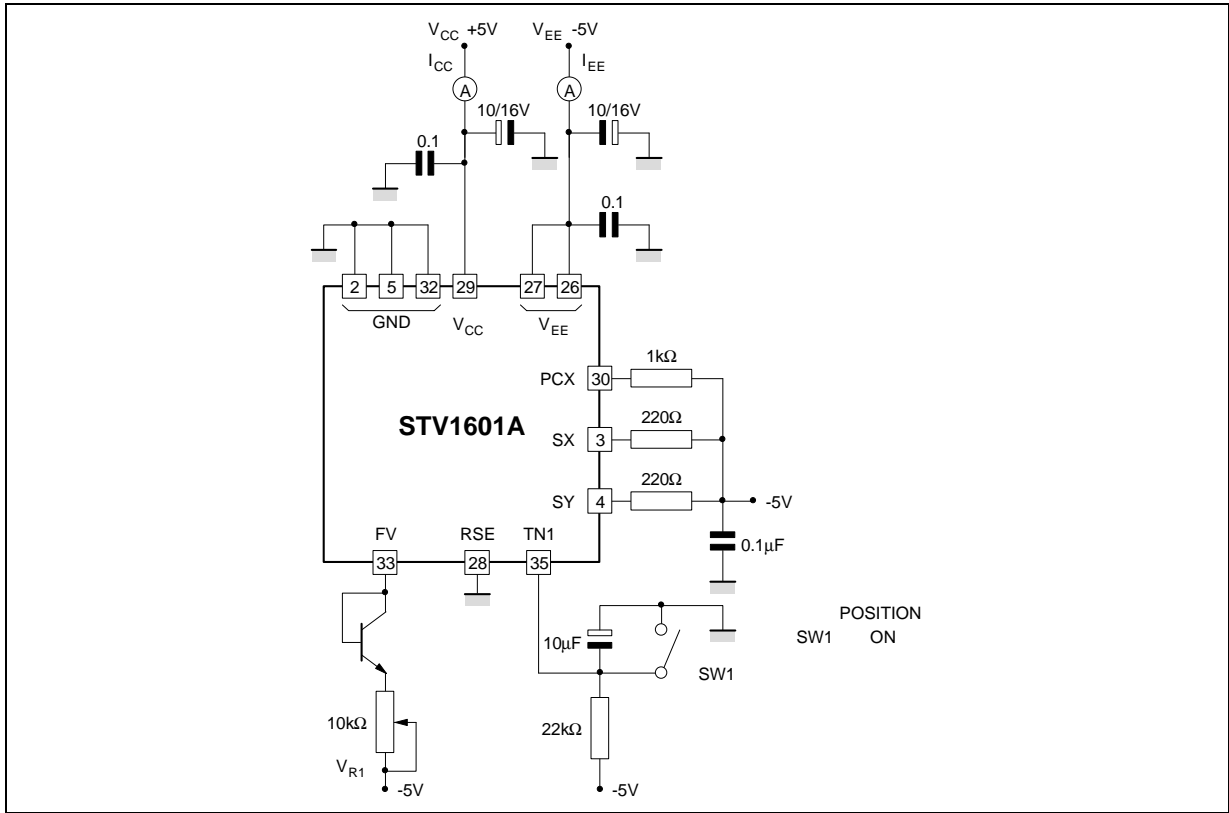 V_CC +5V
V_EE -5V
I_CC
I_EE
A
A
10/16V
10/16V
0.1
0.1
2
5
32
29
27
26
GND
V_CC
V_EE
PCX
30
1kΩ
STV1601A
SX
3
220Ω
SY
4
220Ω
-5V
0.1μF
FV
RSE
TN1
33
28
35
10μF
SW1
POSITION
SW1 ON
10kΩ
22kΩ
V_R1
-5V
-5V